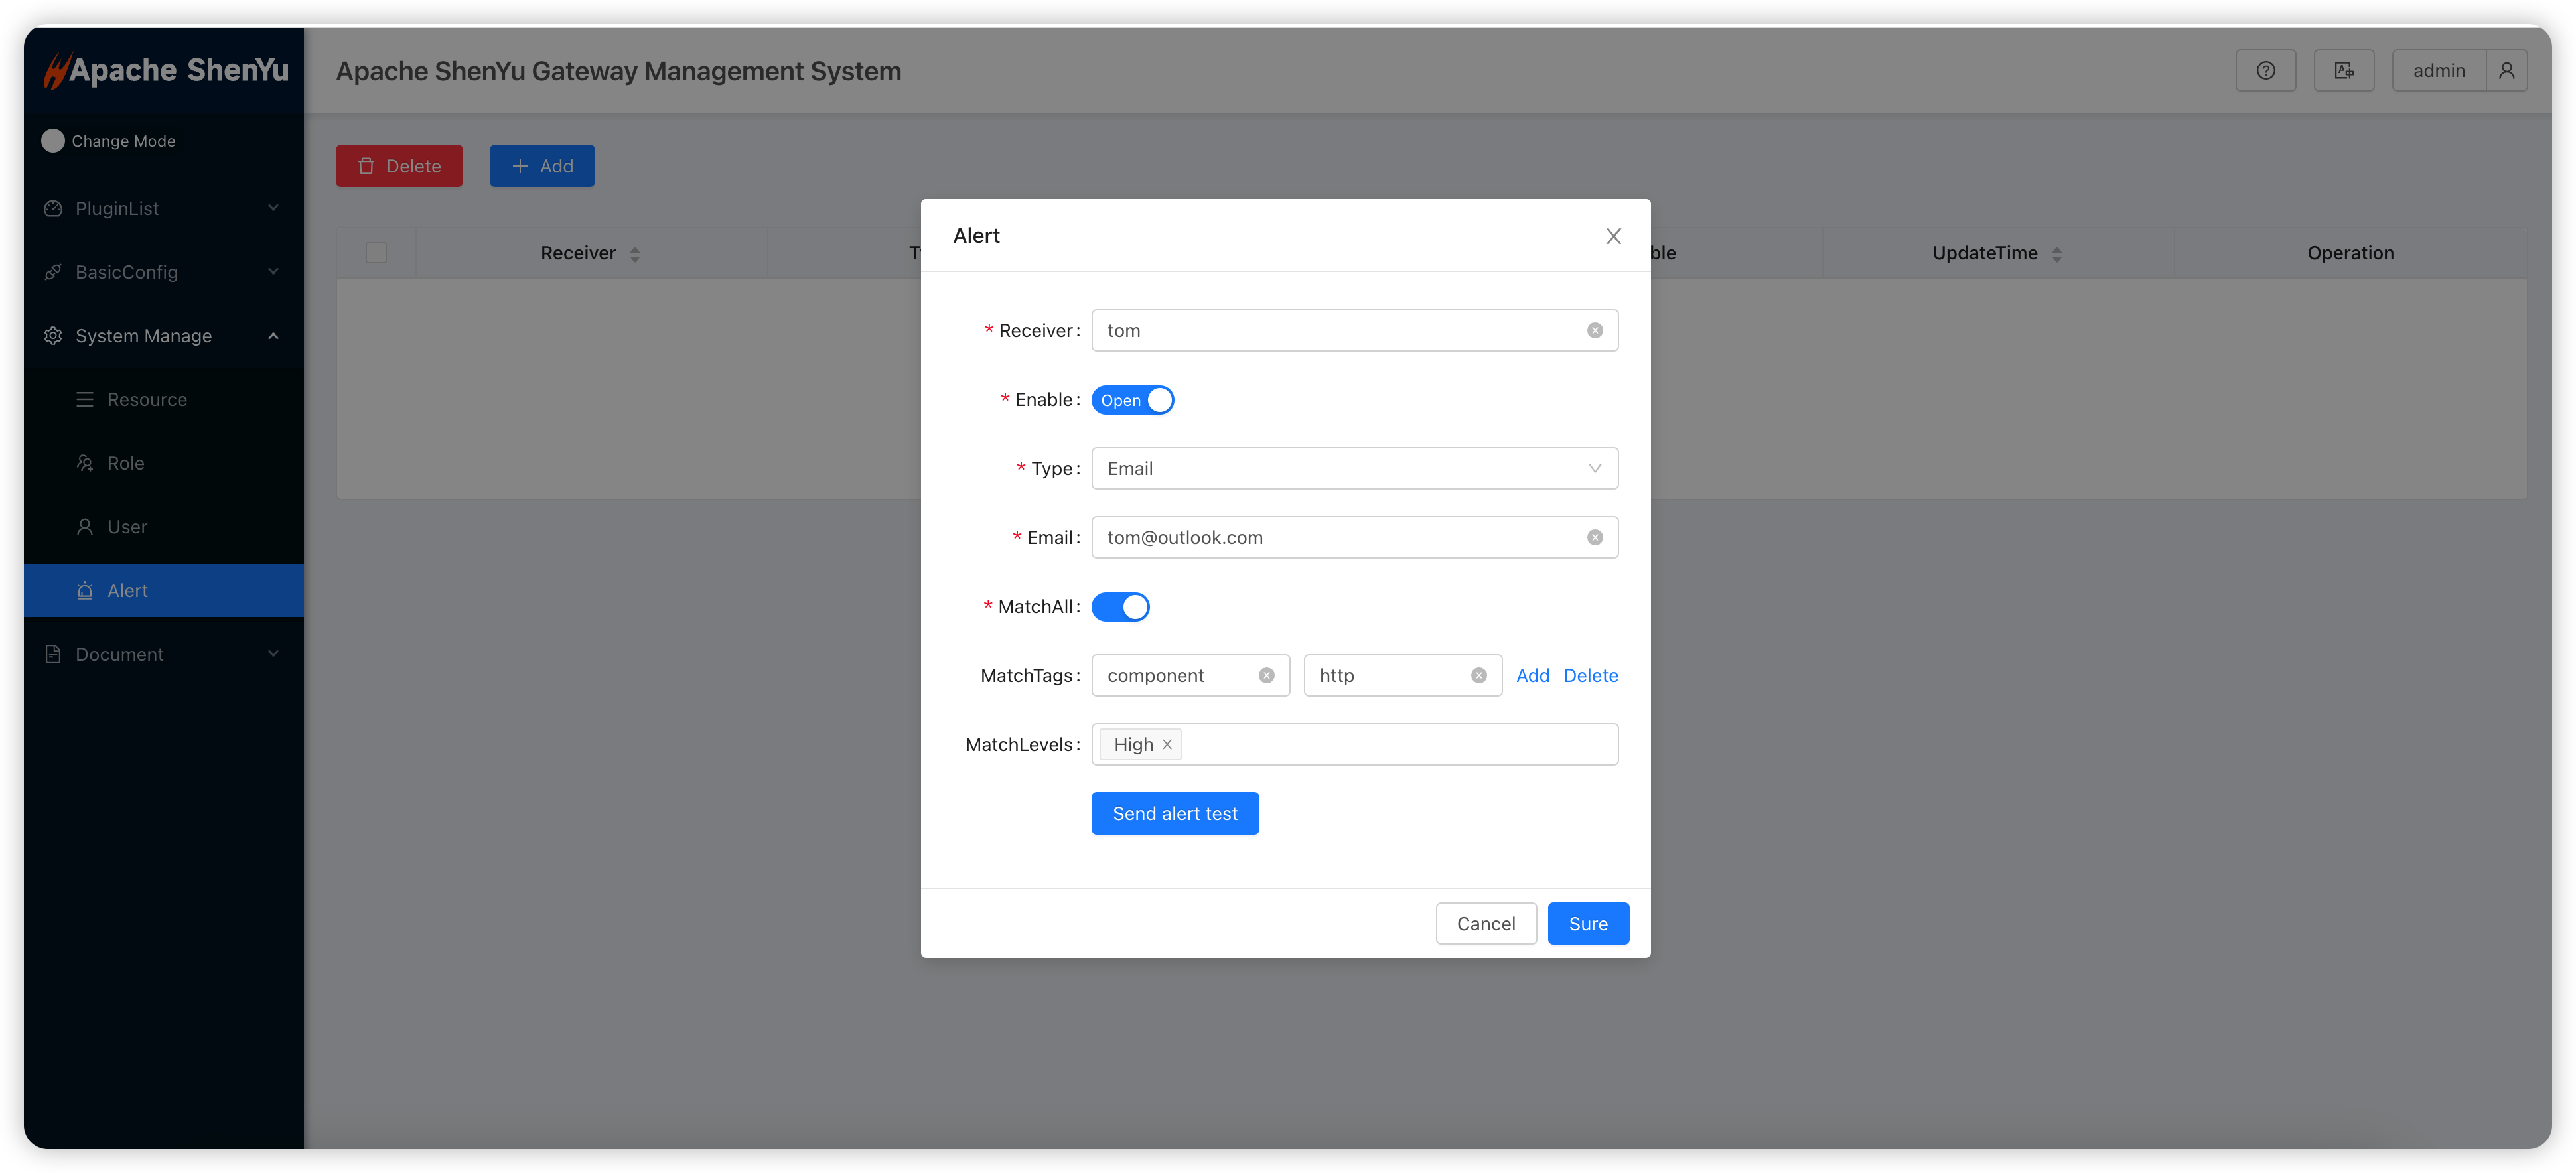 Apache ShenYu
Apache ShenYu Gateway Management System
admin
Change Mode
PluginList
BasicConfig
System Manage
Resource
Role
User
Alert
Document
Delete
Add
Receiver
UpdateTime
Operation
Alert
* Receiver: tom
* Enable: Open
* Type: Email
* Email: tom@outlook.com
* MatchAll:
MatchTags: component http Add Delete
MatchLevels: High
Send alert test
Cancel Sure